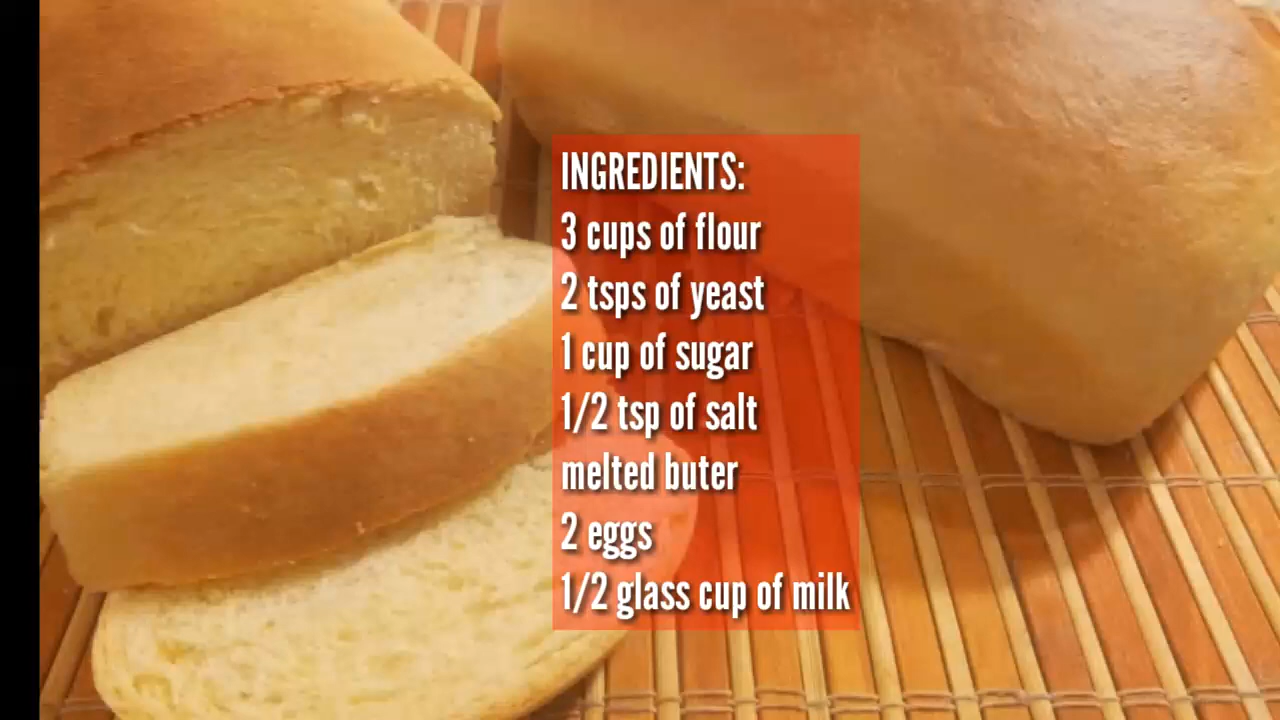 INGREDIENTS:
3 cups of flour
2 tsps of yeast
1 cup of sugar
1/2 tsp of salt
melted buter
2 eggs
1/2 glass cup of milk